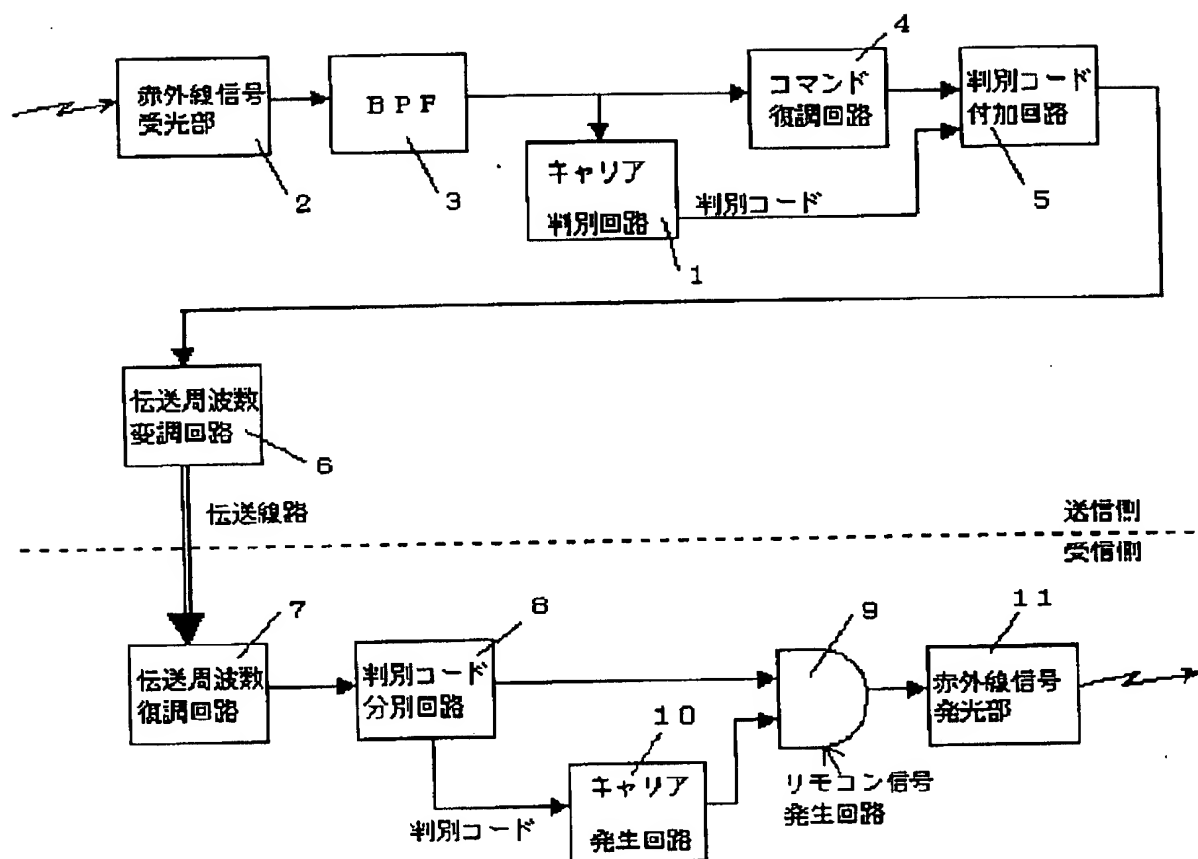 4
赤外線信号
受光部
BPF
コマンド
復調回路
判別コード
付加回路
2
3
キャリア
判別回路
判別コード
5
1
伝送周波数
変調回路
6
伝送線路
送信側
受信側
7
8
9
11
伝送周波数
復調回路
判別コード
分別回路
赤外線信号
発光部
10
キャリア
発生回路
判別コード
リモコン信号
発生回路